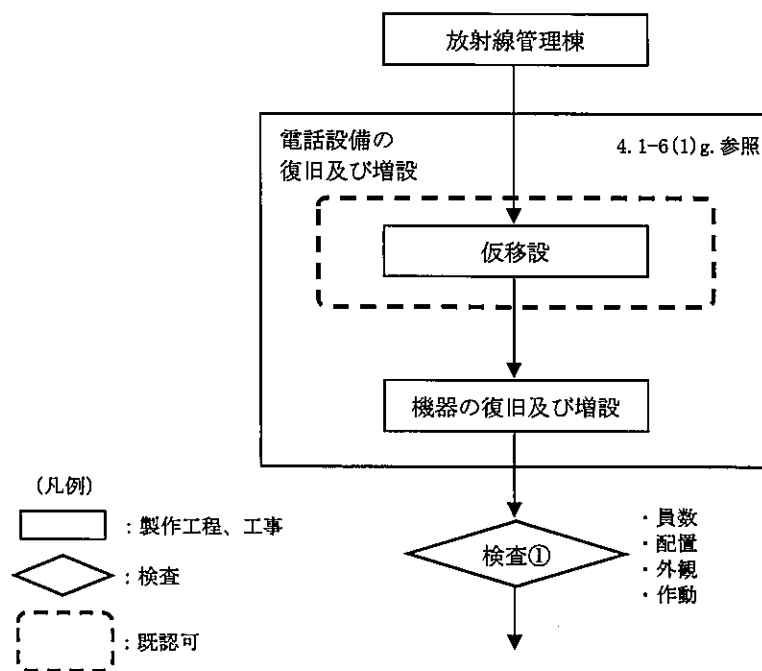 放射線管理棟
電話設備の
復旧及び増設
4.1-6(1)g.参照
仮移設
機器の復旧及び増設
検査①
・員数
・配置
・外観
・作動
(凡例)
：製作工程、工事
：検査
：既認可